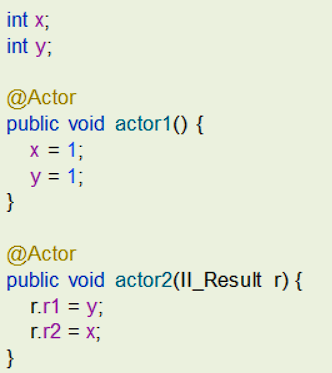 int x;
int y;

@Actor
public void actor1() {
    x = 1;
    y = 1;
}

@Actor
public void actor2(II_Result r) {
    r.r1 = y;
    r.r2 = x;
}